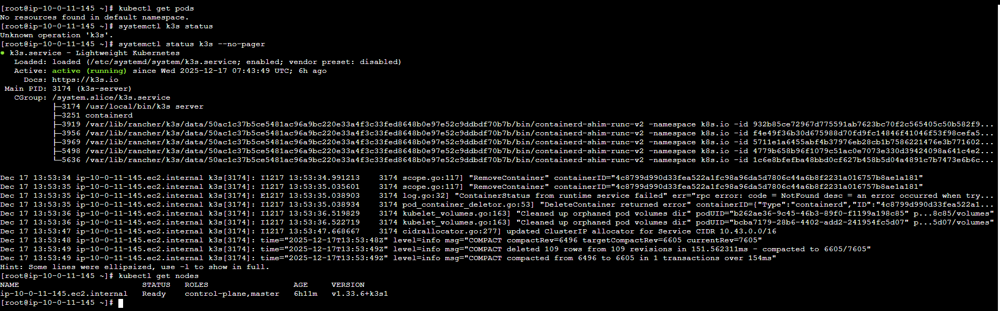 [root@ip-10-0-11-145 ~]# kubectl get pods
No resources found in default namespace.
[root@ip-10-0-11-145 ~]# systemctl k3s status
Unknown operation 'k3s'.
[root@ip-10-0-11-145 ~]# systemctl status k3s --no-pager
● k3s.service - Lightweight Kubernetes
   Loaded: loaded (/etc/systemd/system/k3s.service; enabled; vendor preset: disabled)
   Active: active (running) since Wed 2025-12-17 07:43:49 UTC; 6h ago
     Docs: https://k3s.io
 Main PID: 3174 (k3s-server)
   CGroup: /system.slice/k3s.service
           ├─3174 /usr/local/bin/k3s server
           ├─3251 containerd
           ├─3919 /var/lib/rancher/k3s/data/50ac1c37b5ce5481ac96a9bc220e33a4f3c33fed8648b0e97e52c9ddbdf70b7b/bin/containerd-shim-runc-v2 -namespace k8s.io -id 932b85ce72967d775591ab7623bc70f2c565405c50b582f9...
           ├─3956 /var/lib/rancher/k3s/data/50ac1c37b5ce5481ac96a9bc220e33a4f3c33fed8648b0e97e52c9ddbdf70b7b/bin/containerd-shim-runc-v2 -namespace k8s.io -id f4e49f36b30d675988d70fd9fc14846f41046f53f98cefa5...
           ├─3969 /var/lib/rancher/k3s/data/50ac1c37b5ce5481ac96a9bc220e33a4f3c33fed8648b0e97e52c9ddbdf70b7b/bin/containerd-shim-runc-v2 -namespace k8s.io -id 5711e1a6455abf4b37976eb28cb1b7586221476e3b771602...
           ├─5498 /var/lib/rancher/k3s/data/50ac1c37b5ce5481ac96a9bc220e33a4f3c33fed8648b0e97e52c9ddbdf70b7b/bin/containerd-shim-runc-v2 -namespace k8s.io -id 4779b658b96f1079c51ac0e7073e330d39424098a641c4e2...
           └─5636 /var/lib/rancher/k3s/data/50ac1c37b5ce5481ac96a9bc220e33a4f3c33fed8648b0e97e52c9ddbdf70b7b/bin/containerd-shim-runc-v2 -namespace k8s.io -id 1c6e8bfefba48bbd0cf627b458b5d04a4891c7b7473e6b6c...
Dec 17 13:53:34 ip-10-0-11-145.ec2.internal k3s[3174]: I1217 13:53:34.991213    3174 scope.go:117] "RemoveContainer" containerID="4c8799d990d33fea522a1fc98a96da5d7806c44a6b8f2231a016757b8ae1a181"
Dec 17 13:53:35 ip-10-0-11-145.ec2.internal k3s[3174]: I1217 13:53:35.035601    3174 scope.go:117] "RemoveContainer" containerID="4c8799d990d33fea522a1fc98a96da5d7806c44a6b8f2231a016757b8ae1a181"
Dec 17 13:53:35 ip-10-0-11-145.ec2.internal k3s[3174]: E1217 13:53:35.038903    3174 log.go:32] "ContainerStatus from runtime service failed" err="rpc error: code = NotFound desc = an error occurred when try...
Dec 17 13:53:35 ip-10-0-11-145.ec2.internal k3s[3174]: I1217 13:53:35.038934    3174 pod_container_deletor.go:53] "DeleteContainer returned error" containerID={"Type":"containerd","ID":"4c8799d990d33fea522a1...
Dec 17 13:53:36 ip-10-0-11-145.ec2.internal k3s[3174]: I1217 13:53:36.519829    3174 kubelet_volumes.go:163] "Cleaned up orphaned pod volumes dir" podUID="b262ae36-9c45-46b3-89f0-f1199a198c85" p...8c85/volumes"
Dec 17 13:53:36 ip-10-0-11-145.ec2.internal k3s[3174]: I1217 13:53:36.522719    3174 kubelet_volumes.go:163] "Cleaned up orphaned pod volumes dir" podUID="bcba7179-28b6-4402-add2-241954fc5d07" p...5d07/volumes"
Dec 17 13:53:47 ip-10-0-11-145.ec2.internal k3s[3174]: I1217 13:53:47.668667    3174 cidrallocator.go:277] updated ClusterIP allocator for Service CIDR 10.43.0.0/16
Dec 17 13:53:48 ip-10-0-11-145.ec2.internal k3s[3174]: time="2025-12-17T13:53:48Z" level=info msg="COMPACT compactRev=6496 targetCompactRev=6605 currentRev=7605"
Dec 17 13:53:49 ip-10-0-11-145.ec2.internal k3s[3174]: time="2025-12-17T13:53:49Z" level=info msg="COMPACT deleted 109 rows from 109 revisions in 151.562311ms - compacted to 6605/7605"
Dec 17 13:53:49 ip-10-0-11-145.ec2.internal k3s[3174]: time="2025-12-17T13:53:49Z" level=info msg="COMPACT compacted from 6496 to 6605 in 1 transactions over 154ms"
Hint: Some lines were ellipsized, use -l to show in full.
[root@ip-10-0-11-145 ~]# kubectl get nodes
NAME                          STATUS   ROLES                  AGE     VERSION
ip-10-0-11-145.ec2.internal   Ready    control-plane,master   6h11m   v1.33.6+k3s1
[root@ip-10-0-11-145 ~]#